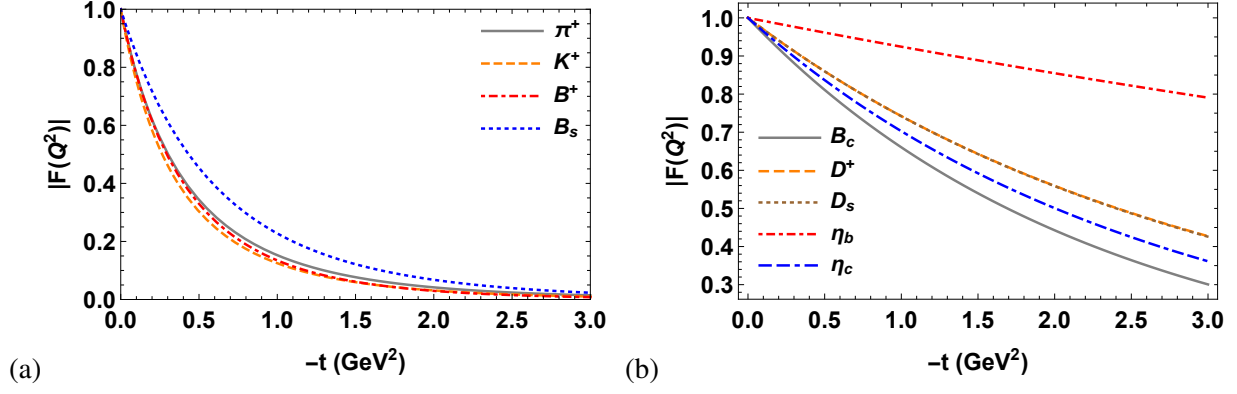 1.0
0.8
0.6
0.4
0.2
0.0
|F(Q²)|
π⁺
K⁺
B⁺
Bₛ
0.0 0.5 1.0 1.5 2.0 2.5 3.0
−t (GeV²)
(a)
1.0
0.9
0.8
0.7
0.6
0.5
0.4
0.3
|F(Q²)|
B_c
D⁺
Dₛ
η_b
η_c
0.0 0.5 1.0 1.5 2.0 2.5 3.0
−t (GeV²)
(b)